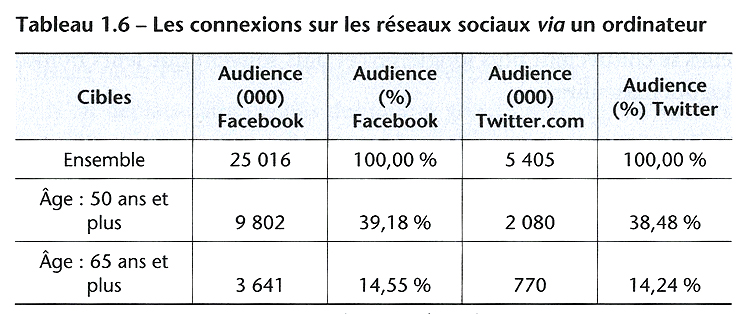 Tableau 1.6 – Les connexions sur les réseaux sociaux via un ordinateur
Cibles
Audience
(000)
Facebook
Audience
(%)
Facebook
Audience
(000)
Twitter.com
Audience
(%) Twitter
Ensemble
25 016
100,00 %
5 405
100,00 %
Âge : 50 ans et
plus
9 802
39,18 %
2 080
38,48 %
Âge : 65 ans et
plus
3 641
14,55 %
770
14,24 %